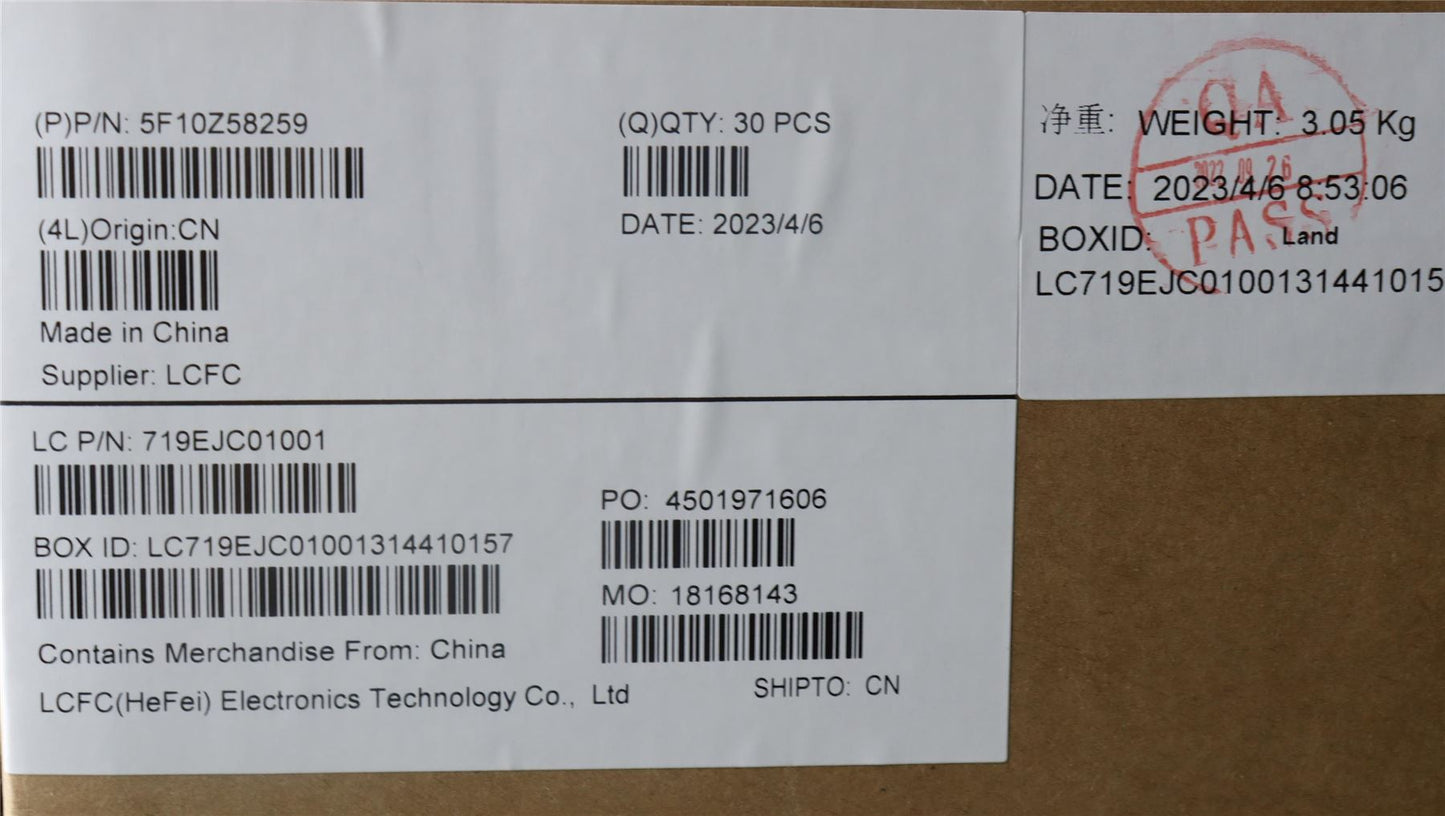 (P)P/N: 5F10Z58259
(Q)QTY: 30 PCS
(4L)Origin:CN
DATE: 2023/4/6
Made in China
Supplier: LCFC
LC P/N: 719EJC01001
PO: 4501971606
BOX ID: LC719EJC01001314410157
MO: 18168143
Contains Merchandise From: China
SHIPTO: CN
LCFC(HeFei) Electronics Technology Co., Ltd
净重: WEIGHT: 3.05 Kg
DATE: 2023/4/6 8:53:06
BOXID: Land
LC719EJC0100131441015
QA
PASS